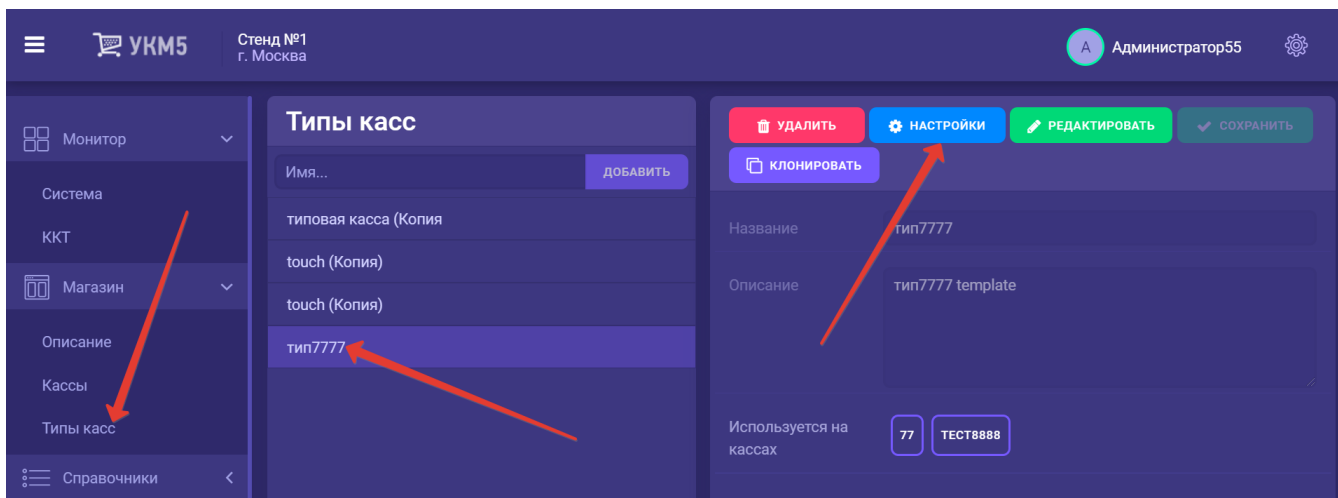 УКМ5
Стенд №1
г. Москва
А
Администратор55
Монитор
Система
ККТ
Магазин
Описание
Кассы
Типы касс
Справочники
Типы касс
Имя...
ДОБАВИТЬ
типовая касса (Копия
touch (Копия)
touch (Копия)
тип7777
УДАЛИТЬ
НАСТРОЙКИ
РЕДАКТИРОВАТЬ
СОХРАНИТЬ
КЛОНИРОВАТЬ
Название
тип7777
Описание
тип7777 template
Используется на
кассах
77
ТЕСТ8888